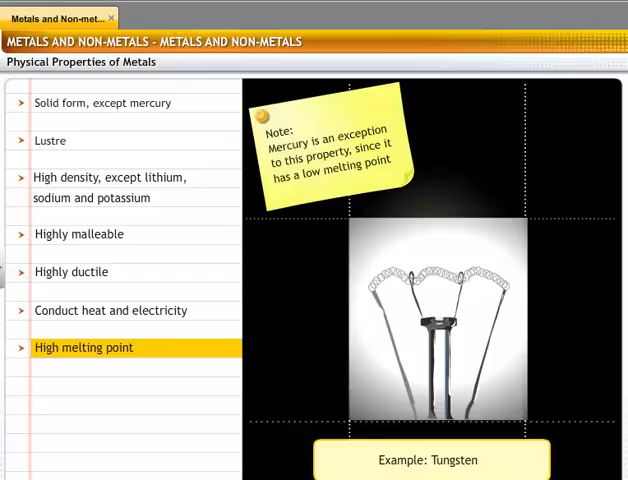 Metals and Non-met...
METALS AND NON-METALS - METALS AND NON-METALS
Physical Properties of Metals
Solid form, except mercury
Lustre
High density, except lithium,
sodium and potassium
Highly malleable
Highly ductile
Conduct heat and electricity
High melting point
Note:
Mercury is an exception
to this property, since it
has a low melting point
Example: Tungsten